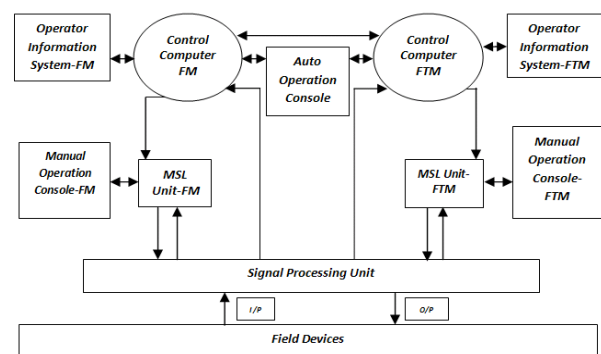 Operator
Information
System-FM
Control
Computer
FM
Auto
Operation
Console
Control
Computer
FTM
Operator
Information
System-FTM
Manual
Operation
Console-FM
MSL
Unit-FM
MSL Unit-
FTM
Manual
Operation
Console-
FTM
Signal Processing Unit
I/P
O/P
Field Devices